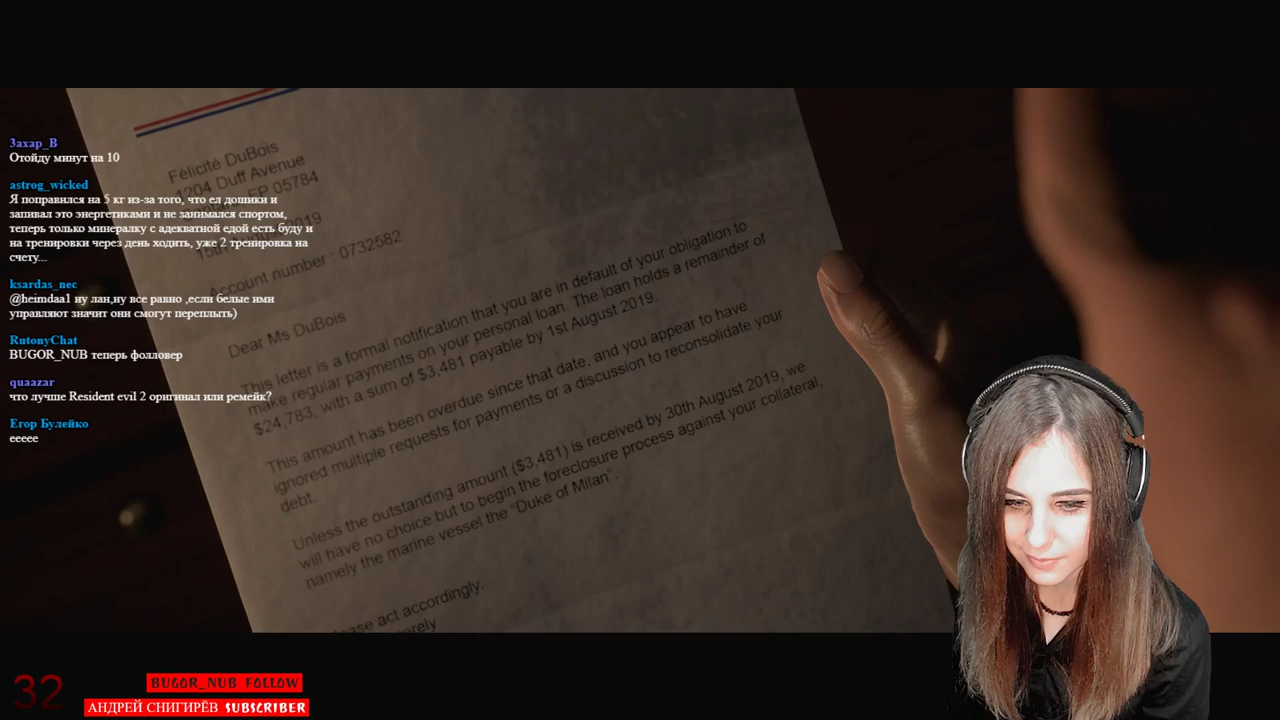 Захар_В
Отойду минут на 10
astrog_wicked
Я поправился на 5 кг из-за того, что ел дошики и
запивал это энергетиками и не занимался спортом,
теперь только минералку с адекватной едой есть буду и
на тренировки через день ходить, уже 2 тренировка на
счету...
ksardas_nec
@heimdaa1 ну лан,ну все равно ,если белые ими
управляют значит они смогут переплыть)
RutonyChat
BUGOR_NUB теперь фолловер
quaazar
что лучше Resident evil 2 оригинал или ремейк?
Егор Булейко
еееее
Félicité DuBois
1204 Duff Avenue
EP 05784
2019
Account number : 0732582
Dear Ms DuBois
This letter is a formal notification that you are in default of your obligation to
make regular payments on your personal loan. The loan holds a remainder of
$24,783, with a sum of $3,481 payable by 1st August 2019.
This amount has been overdue since that date, and you appear to have
ignored multiple requests for payments or a discussion to reconsolidate your
debt.
Unless the outstanding amount ($3,481) is received by 30th August 2019, we
will have no choice but to begin the foreclosure process against your collateral,
namely the marine vessel the “Duke of Milan”.
act accordingly.
32
BUGOR_NUB FOLLOW
АНДРЕЙ СНИГИРЁВ SUBSCRIBER